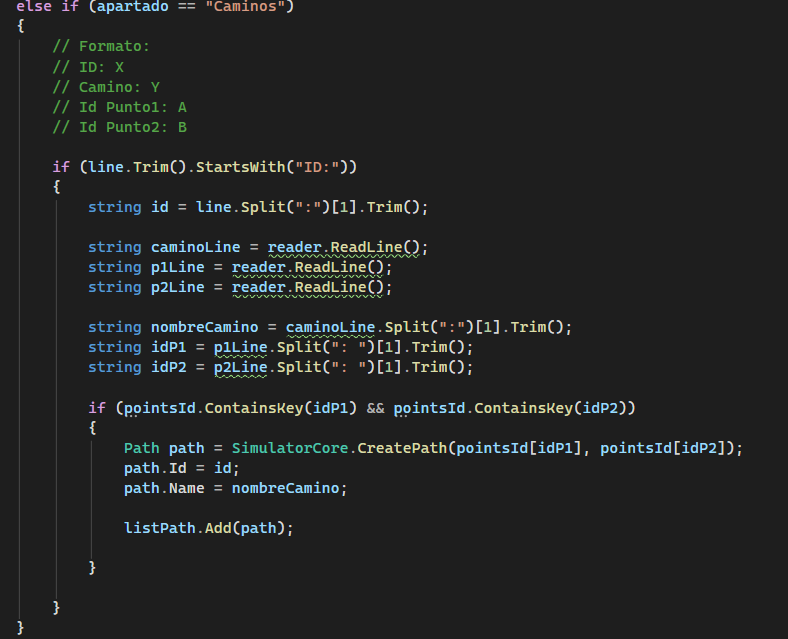 else if (apartado == "Caminos")
{
// Formato:
// ID: X
// Camino: Y
// Id Punto1: A
// Id Punto2: B
if (line.Trim().StartsWith("ID:"))
{
string id = line.Split(":")[1].Trim();
string caminoLine = reader.ReadLine();
string p1Line = reader.ReadLine();
string p2Line = reader.ReadLine();
string nombreCamino = caminoLine.Split(":")[1].Trim();
string idP1 = p1Line.Split(": ")[1].Trim();
string idP2 = p2Line.Split(": ")[1].Trim();
if (pointsId.ContainsKey(idP1) && pointsId.ContainsKey(idP2))
{
Path path = SimulatorCore.CreatePath(pointsId[idP1], pointsId[idP2]);
path.Id = id;
path.Name = nombreCamino;
listPath.Add(path);
}
}
}